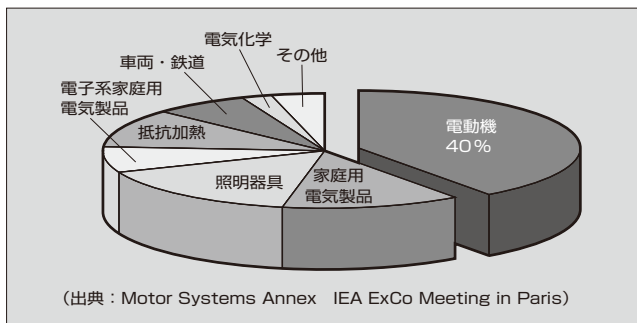 電気化学
その他
車両・鉄道
電子系家庭用
電気製品
抵抗加熱
電動機
40%
照明器具
家庭用
電気製品
(出典:Motor Systems Annex IEA ExCo Meeting in Paris)